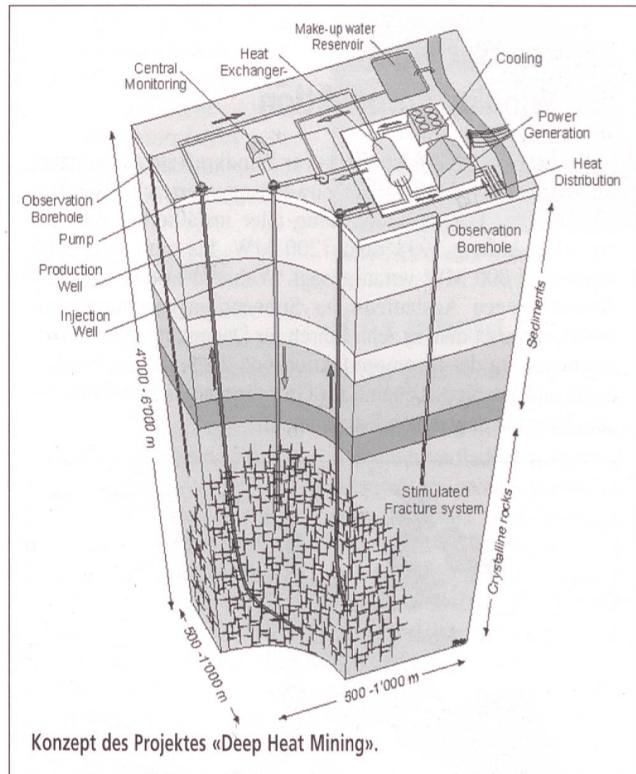 Make-up water
Reservoir
Heat
Exchanger-
Cooling
Central
Monitoring
Power
Generation
Heat
Distribution
Observation
Borehole
Pump
Production
Well
Injection
Well
Observation
Borehole
Sediments
4'000 - 6'000 m
Stimulated
Fracture system
Crystalline rocks
500 -1'000 m
500 -1'000 m
Konzept des Projektes «Deep Heat Mining».